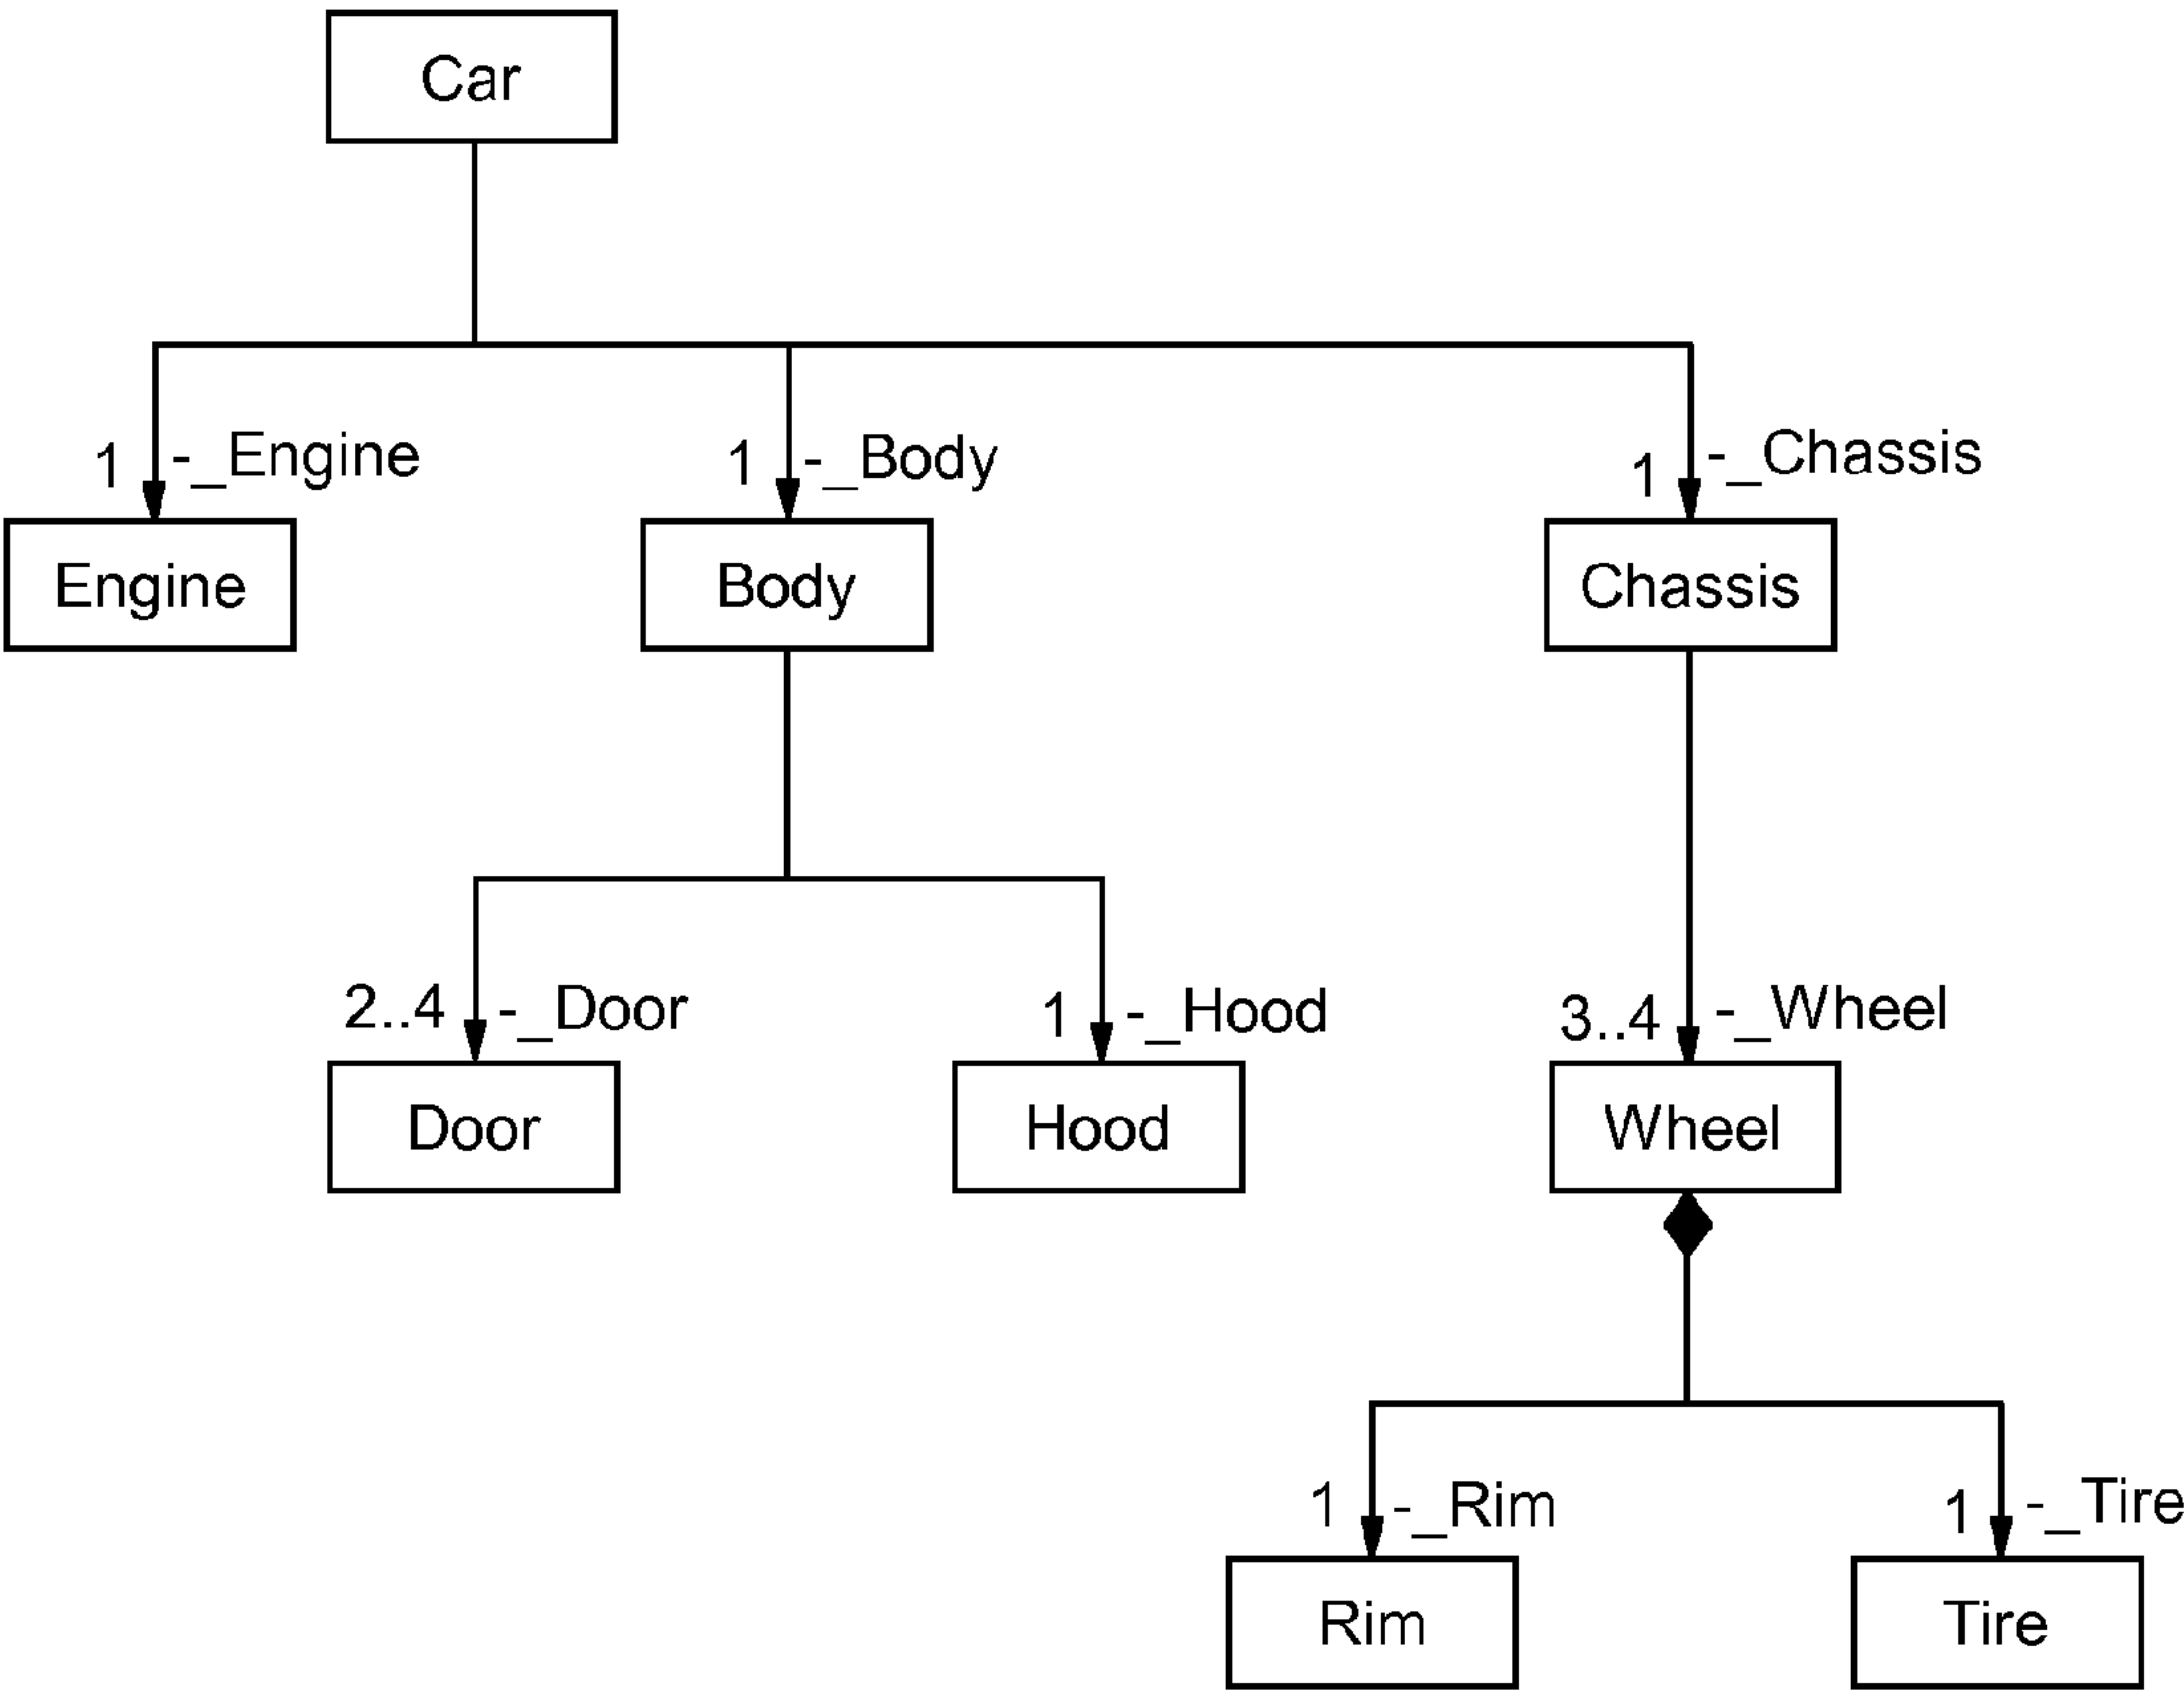 Car
1 -_Engine
1 -_Body
1 -_Chassis
Engine
Body
Chassis
2..4 -_Door
1 -_Hood
3..4 -_Wheel
Door
Hood
Wheel
1 -_Rim
1 -_Tire
Rim
Tire